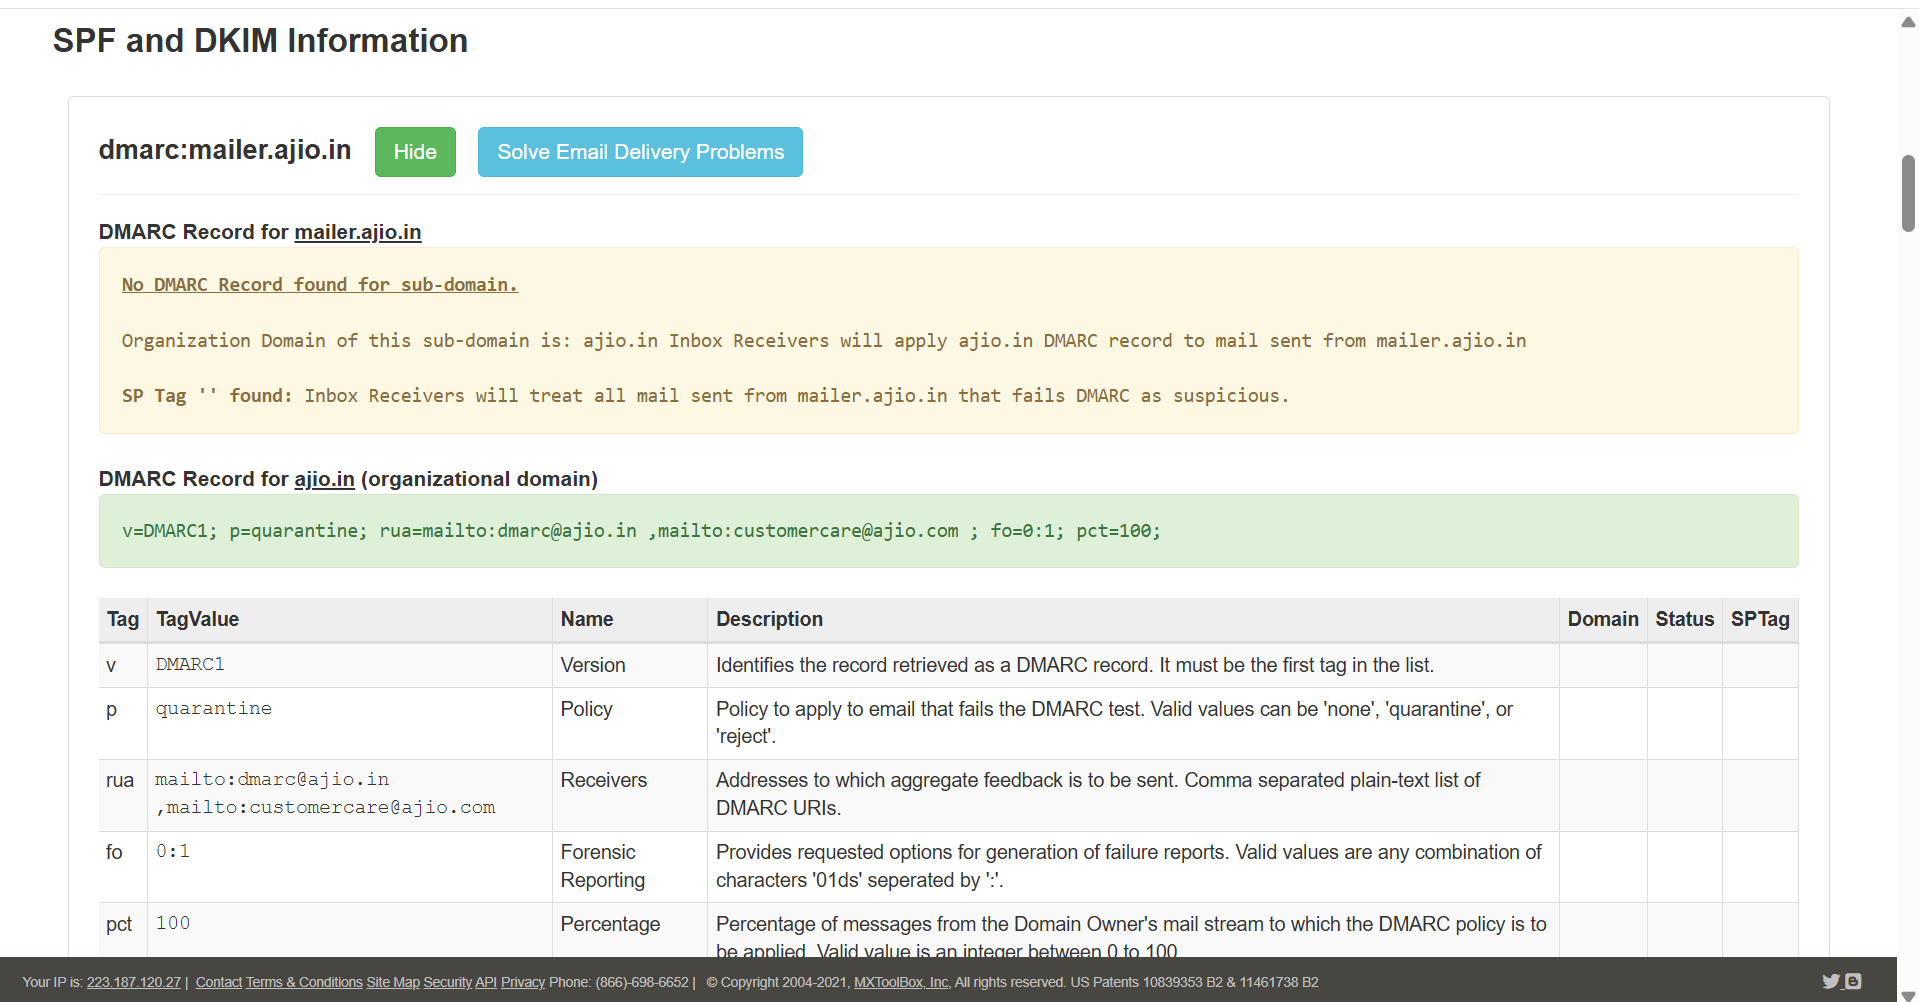 SPF and DKIM Information
dmarc:mailer.ajio.in Hide Solve Email Delivery Problems
DMARC Record for mailer.ajio.in
No DMARC Record found for sub-domain.
Organization Domain of this sub-domain is: ajio.in Inbox Receivers will apply ajio.in DMARC record to mail sent from mailer.ajio.in
SP Tag '' found: Inbox Receivers will treat all mail sent from mailer.ajio.in that fails DMARC as suspicious.
DMARC Record for ajio.in (organizational domain)
v=DMARC1; p=quarantine; rua=mailto:dmarc@ajio.in ,mailto:customercare@ajio.com ; fo=0:1; pct=100;
Tag TagValue Name Description Domain Status SPTag
v DMARC1 Version Identifies the record retrieved as a DMARC record. It must be the first tag in the list.
p quarantine Policy Policy to apply to email that fails the DMARC test. Valid values can be 'none', 'quarantine', or
'reject'.
rua mailto:dmarc@ajio.in Receivers Addresses to which aggregate feedback is to be sent. Comma separated plain-text list of
,mailto:customercare@ajio.com DMARC URIs.
fo 0:1 Forensic Provides requested options for generation of failure reports. Valid values are any combination of
Reporting characters '01ds' seperated by ':'.
pct 100 Percentage Percentage of messages from the Domain Owner's mail stream to which the DMARC policy is to
be applied. Valid value is an integer between 0 to 100
Your IP is: 223.187.120.27 | Contact Terms & Conditions Site Map Security API Privacy Phone: (866)-698-6652 | © Copyright 2004-2021, MXToolBox, Inc, All rights reserved. US Patents 10839353 B2 & 11461738 B2